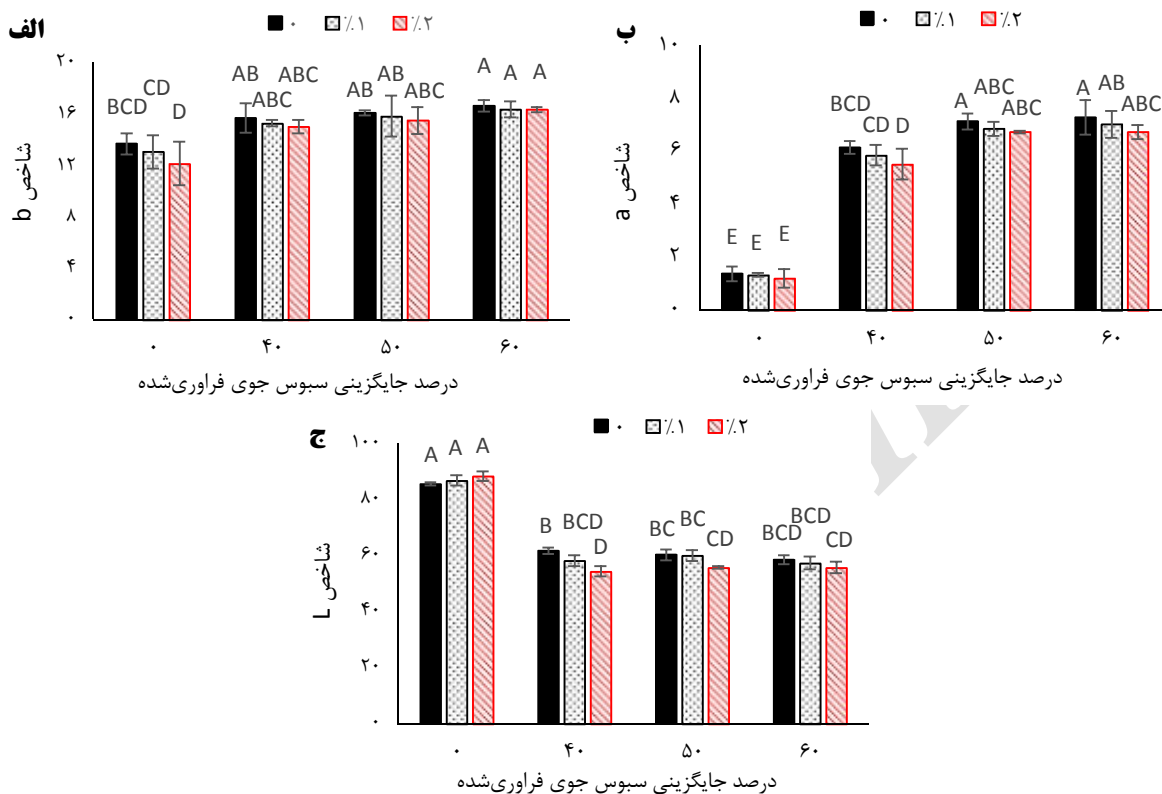 الف
۰ ٪۱ ٪۲
شاخص b
۲۰
۱۶
۱۲
۸
۴
۰
BCD CD D
AB ABC ABC
AB AB ABC
A A A
۰ ۴۰ ۵۰ ۶۰
درصد جایگزینی سبوس جوی فراوری‌شده
ب
۰ ٪۱ ٪۲
شاخص a
۱۰
۸
۶
۴
۲
۰
E E E
BCD CD D
A ABC ABC
A AB ABC
۰ ۴۰ ۵۰ ۶۰
درصد جایگزینی سبوس جوی فراوری‌شده
ج
۰ ٪۱ ٪۲
شاخص L
۱۰۰
۸۰
۶۰
۴۰
۲۰
۰
A A A
B BCD D
BC BC CD
BCD BCD CD
۰ ۴۰ ۵۰ ۶۰
درصد جایگزینی سبوس جوی فراوری‌شده